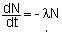 dN/dt = - λN